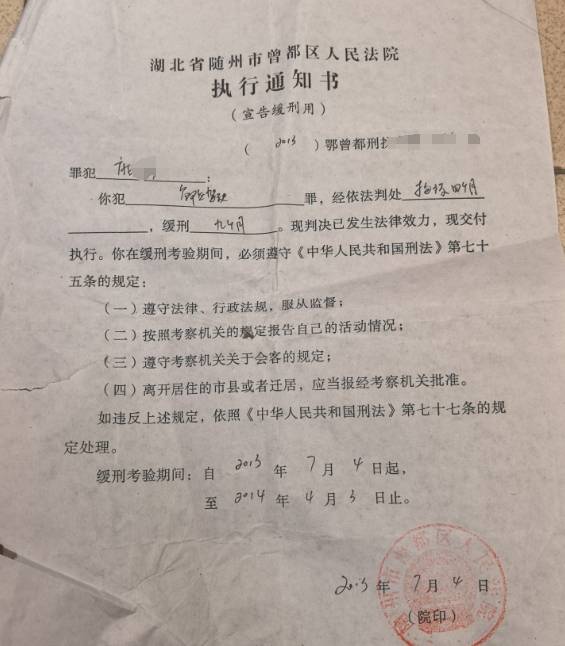 湖北省随州市曾都区人民法院
执行通知书
(宣告缓刑用)
( 2013 )鄂曾都刑
罪犯 :
你犯 罪,经依法判处 拘役四个月
,缓刑 九个月 。现判决已发生法律效力,现交付
执行。你在缓刑考验期间,必须遵守《中华人民共和国刑法》第七十
五条的规定:
(一)遵守法律、行政法规,服从监督;
(二)按照考察机关的规定报告自己的活动情况;
(三)遵守考察机关关于会客的规定;
(四)离开居住的市县或者迁居,应当报经考察机关批准。
如违反上述规定,依照《中华人民共和国刑法》第七十七条的规
定处理。
缓刑考验期间:自 2013 年 7 月 4 日起,
至 2014 年 4 月 3 日止。
2013 年 7 月 4 日
(院印)
随州市曾都区人民法院